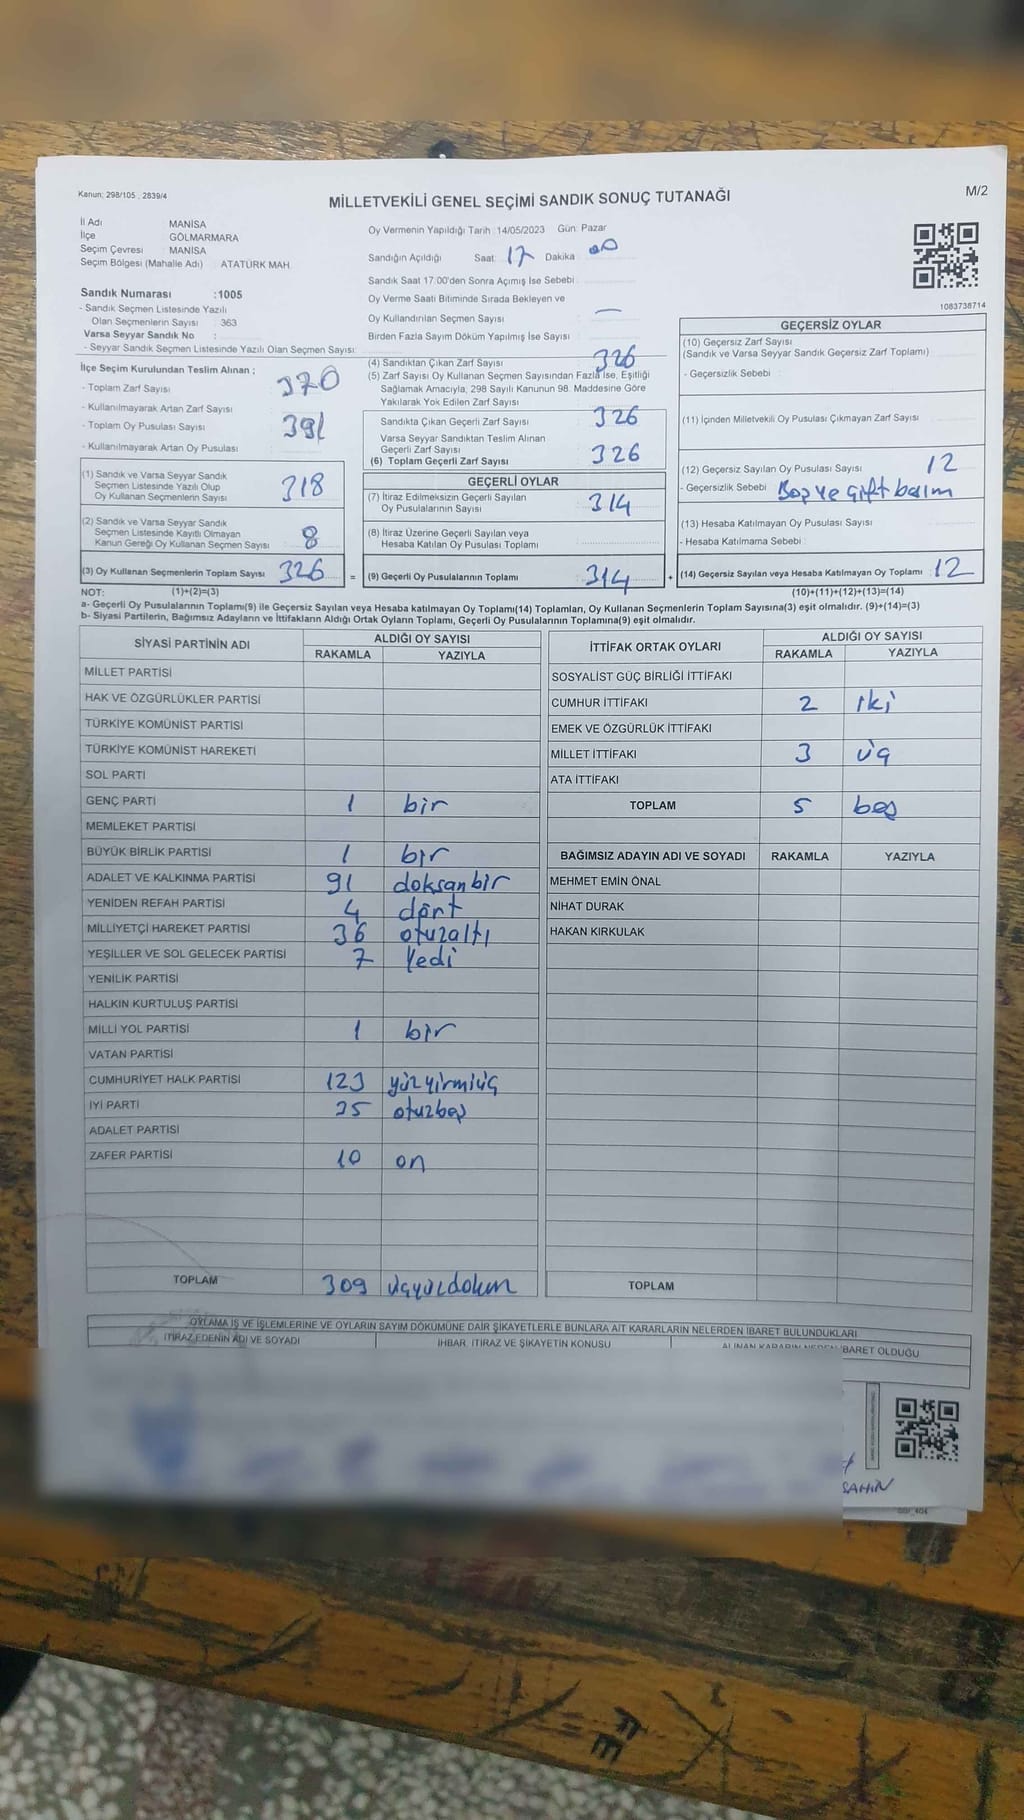 Kanun: 298/105 , 2839/4
MİLLETVEKİLİ GENEL SEÇİMİ SANDIK SONUÇ TUTANAĞI
M/2
İl Adı MANİSA
İlçe GÖLMARMARA
Seçim Çevresi MANİSA
Seçim Bölgesi (Mahalle Adı) ATATÜRK MAH.
Sandık Numarası :1005
- Sandık Seçmen Listesinde Yazılı
Olan Seçmenlerin Sayısı : 363
Varsa Seyyar Sandık No :
- Seyyar Sandık Seçmen Listesinde Yazılı Olan Seçmen Sayısı:
Oy Vermenin Yapıldığı Tarih :14/05/2023 Gün: Pazar
Sandığın Açıldığı Saat: 17 Dakika: 00
Sandık Saat 17.00'den Sonra Açımış İse Sebebi :
Oy Verme Saati Bitiminde Sırada Bekleyen ve
Oy Kullandırılan Seçmen Sayısı : —
Birden Fazla Sayım Döküm Yapılmış İse Sayısı :
1083738714
İlçe Seçim Kurulundan Teslim Alınan ;
- Toplam Zarf Sayısı : 370
- Kullanılmayarak Artan Zarf Sayısı :
- Toplam Oy Pusulası Sayısı : 391
- Kullanılmayarak Artan Oy Pusulası :
(1) Sandık ve Varsa Seyyar Sandık
Seçmen Listesinde Yazılı Olup
Oy Kullanan Seçmenlerin Sayısı : 318
(2) Sandık ve Varsa Seyyar Sandık
Seçmen Listesinde Kayıtlı Olmayan
Kanun Gereği Oy Kullanan Seçmen Sayısı : 8
(3) Oy Kullanan Seçmenlerin Toplam Sayısı : 326 =
(4) Sandıktan Çıkan Zarf Sayısı : 326
(5) Zarf Sayısı Oy Kullanan Seçmen Sayısından Fazla İse, Eşitliği
Sağlamak Amacıyla, 298 Sayılı Kanunun 98. Maddesine Göre
Yakılarak Yok Edilen Zarf Sayısı :
Sandıkta Çıkan Geçerli Zarf Sayısı : 326
Varsa Seyyar Sandıktan Teslim Alınan
Geçerli Zarf Sayısı :
(6) Toplam Geçerli Zarf Sayısı : 326
GEÇERLİ OYLAR
(7) İtiraz Edilmeksizin Geçerli Sayılan
Oy Pusulalarının Sayısı : 314
(8) İtiraz Üzerine Geçerli Sayılan veya
Hesaba Katılan Oy Pusulası Toplamı :
(9) Geçerli Oy Pusulalarının Toplamı : 314 +
GEÇERSİZ OYLAR
(10) Geçersiz Zarf Sayısı
(Sandık ve Varsa Seyyar Sandık Geçersiz Zarf Toplamı) :
- Geçersizlik Sebebi :
(11) İçinden Milletvekili Oy Pusulası Çıkmayan Zarf Sayısı :
(12) Geçersiz Sayılan Oy Pusulası Sayısı : 12
- Geçersizlik Sebebi : Boş ve Çift basım
(13) Hesaba Katılmayan Oy Pusulası Sayısı :
- Hesaba Katılmama Sebebi :
(14) Geçersiz Sayılan veya Hesaba Katılmayan Oy Toplamı : 12
NOT: (1)+(2)=(3)
(10)+(11)+(12)+(13)=(14)
a- Geçerli Oy Pusulalarının Toplamı(9) ile Geçersiz Sayılan veya Hesaba katılmayan Oy Toplamı(14) Toplamları, Oy Kullanan Seçmenlerin Toplam Sayısına(3) eşit olmalıdır. (9)+(14)=(3)
b- Siyasi Partilerin, Bağımsız Adayların ve İttifakların Aldığı Ortak Oyların Toplamı, Geçerli Oy Pusulalarının Toplamına(9) eşit olmalıdır.
SİYASİ PARTİNİN ADI ALDIĞI OY SAYISI
RAKAMLA YAZIYLA
MİLLET PARTİSİ
HAK VE ÖZGÜRLÜKLER PARTİSİ
TÜRKİYE KOMÜNİST PARTİSİ
TÜRKİYE KOMÜNİST HAREKETİ
SOL PARTİ
GENÇ PARTİ 1 bir
MEMLEKET PARTİSİ
BÜYÜK BİRLİK PARTİSİ 1 bir
ADALET VE KALKINMA PARTİSİ 91 doksanbir
YENİDEN REFAH PARTİSİ 4 dört
MİLLİYETÇİ HAREKET PARTİSİ 36 otuzaltı
YEŞİLLER VE SOL GELECEK PARTİSİ 7 Yedi
YENİLİK PARTİSİ
HALKIN KURTULUŞ PARTİSİ
MİLLİ YOL PARTİSİ 1 bir
VATAN PARTİSİ
CUMHURİYET HALK PARTİSİ 123 yüzyirmiüç
İYİ PARTİ 35 otuzbeş
ADALET PARTİSİ
ZAFER PARTİSİ 10 on
TOPLAM 309 üçyüzdokuz
İTTİFAK ORTAK OYLARI ALDIĞI OY SAYISI
RAKAMLA YAZIYLA
SOSYALİST GÜÇ BİRLİĞİ İTTİFAKI
CUMHUR İTTİFAKI 2 iki
EMEK VE ÖZGÜRLÜK İTTİFAKI
MİLLET İTTİFAKI 3 üç
ATA İTTİFAKI
TOPLAM 5 beş
BAĞIMSIZ ADAYIN ADI VE SOYADI RAKAMLA YAZIYLA
MEHMET EMİN ÖNAL
NİHAT DURAK
HAKAN KIRKULAK
TOPLAM
OYLAMA İŞ VE İŞLEMLERİNE VE OYLARIN SAYIM DÖKÜMÜNE DAİR ŞİKAYETLERLE BUNLARA AİT KARARLARIN NELERDEN İBARET BULUNDUKLARI
İTİRAZ EDENİN ADI VE SOYADI İHBAR, İTİRAZ VE ŞİKAYETİN KONUSU ALINAN KARARIN NEDEN İBARET OLDUĞU
ŞAHİN